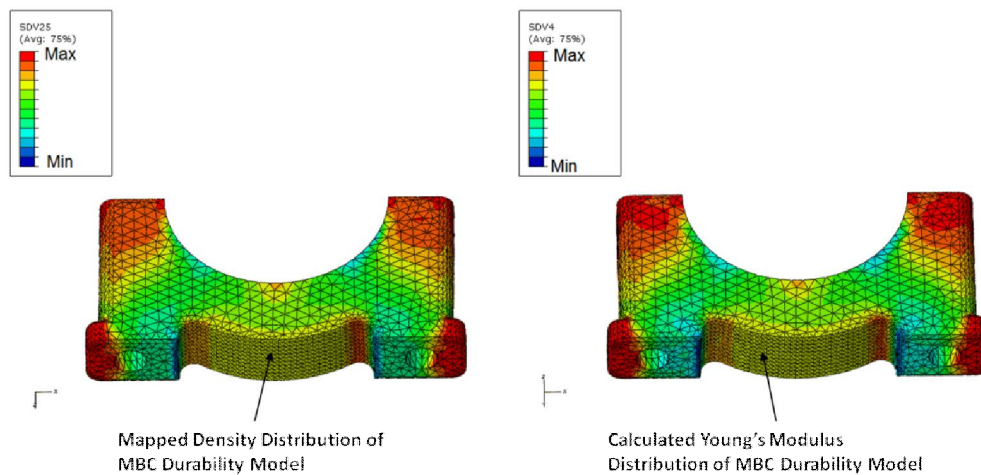 SDV25
(Avg: 75%)
Max
Min
SDV4
(Avg: 75%)
Max
Min
Mapped Density Distribution of
MBC Durability Model
Calculated Young's Modulus
Distribution of MBC Durability Model